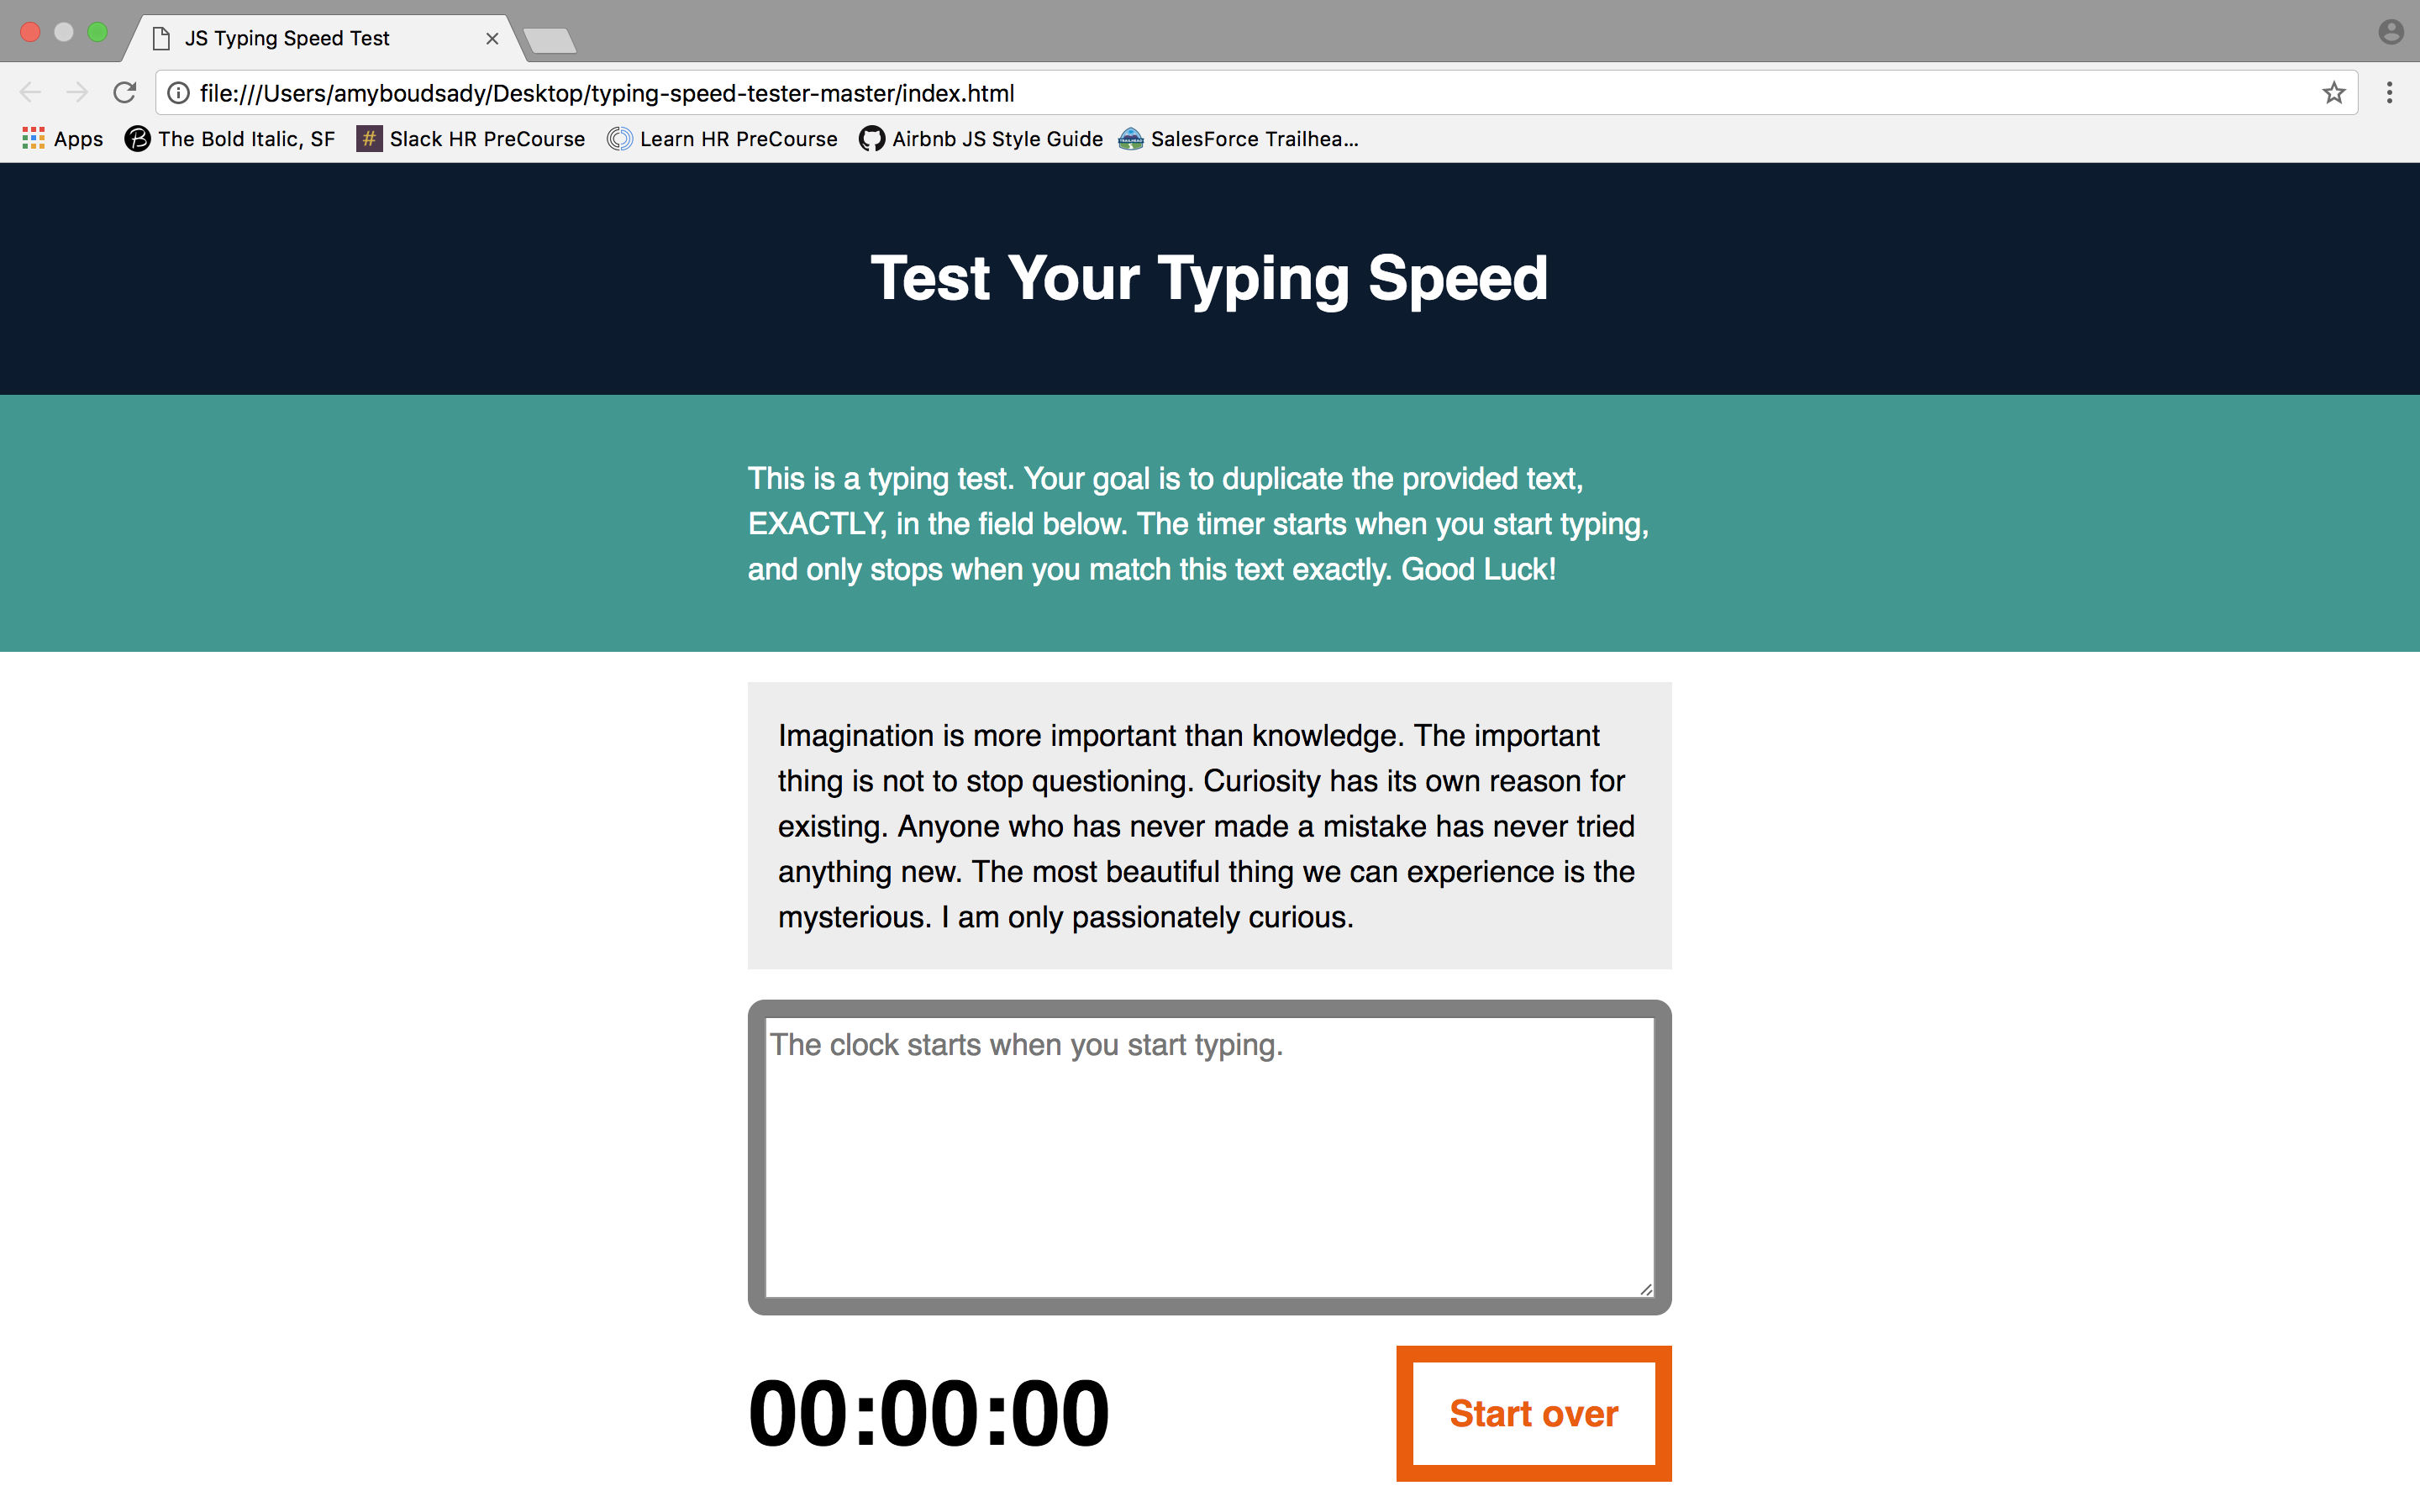 JS Typing Speed Test
file:///Users/amyboudsady/Desktop/typing-speed-tester-master/index.html
Apps The Bold Italic, SF # Slack HR PreCourse Learn HR PreCourse Airbnb JS Style Guide SalesForce Trailhea...
Test Your Typing Speed
This is a typing test. Your goal is to duplicate the provided text,
EXACTLY, in the field below. The timer starts when you start typing,
and only stops when you match this text exactly. Good Luck!
Imagination is more important than knowledge. The important
thing is not to stop questioning. Curiosity has its own reason for
existing. Anyone who has never made a mistake has never tried
anything new. The most beautiful thing we can experience is the
mysterious. I am only passionately curious.
The clock starts when you start typing.
00:00:00
Start over